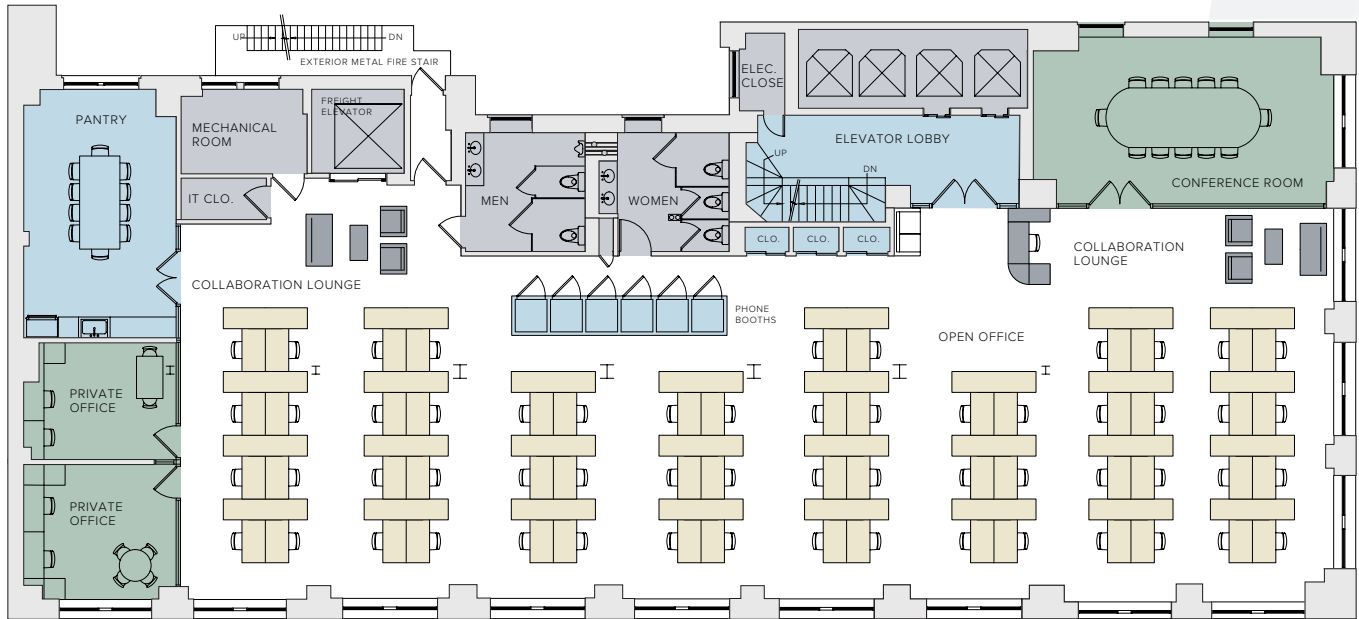 UP
DN
EXTERIOR METAL FIRE STAIR
ELEC.
CLOSE
FREIGHT
ELEVATOR
PANTRY
MECHANICAL
ROOM
ELEVATOR LOBBY
UP
DN
CONFERENCE ROOM
IT CLO.
MEN
WOMEN
CLO.
CLO.
CLO.
COLLABORATION
LOUNGE
COLLABORATION LOUNGE
PHONE
BOOTHS
OPEN OFFICE
PRIVATE
OFFICE
PRIVATE
OFFICE